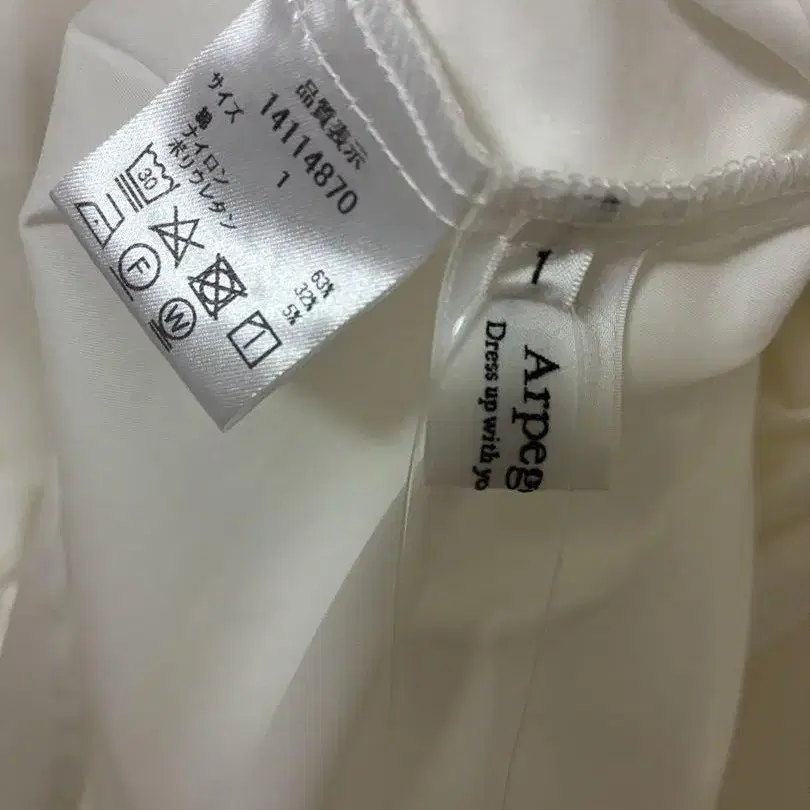 品質表示
14114870
サイズ 1
綿 63%
ナイロン 32%
ポリウレタン 5%
30
F
W
1
Arpeg
Dress up with yo